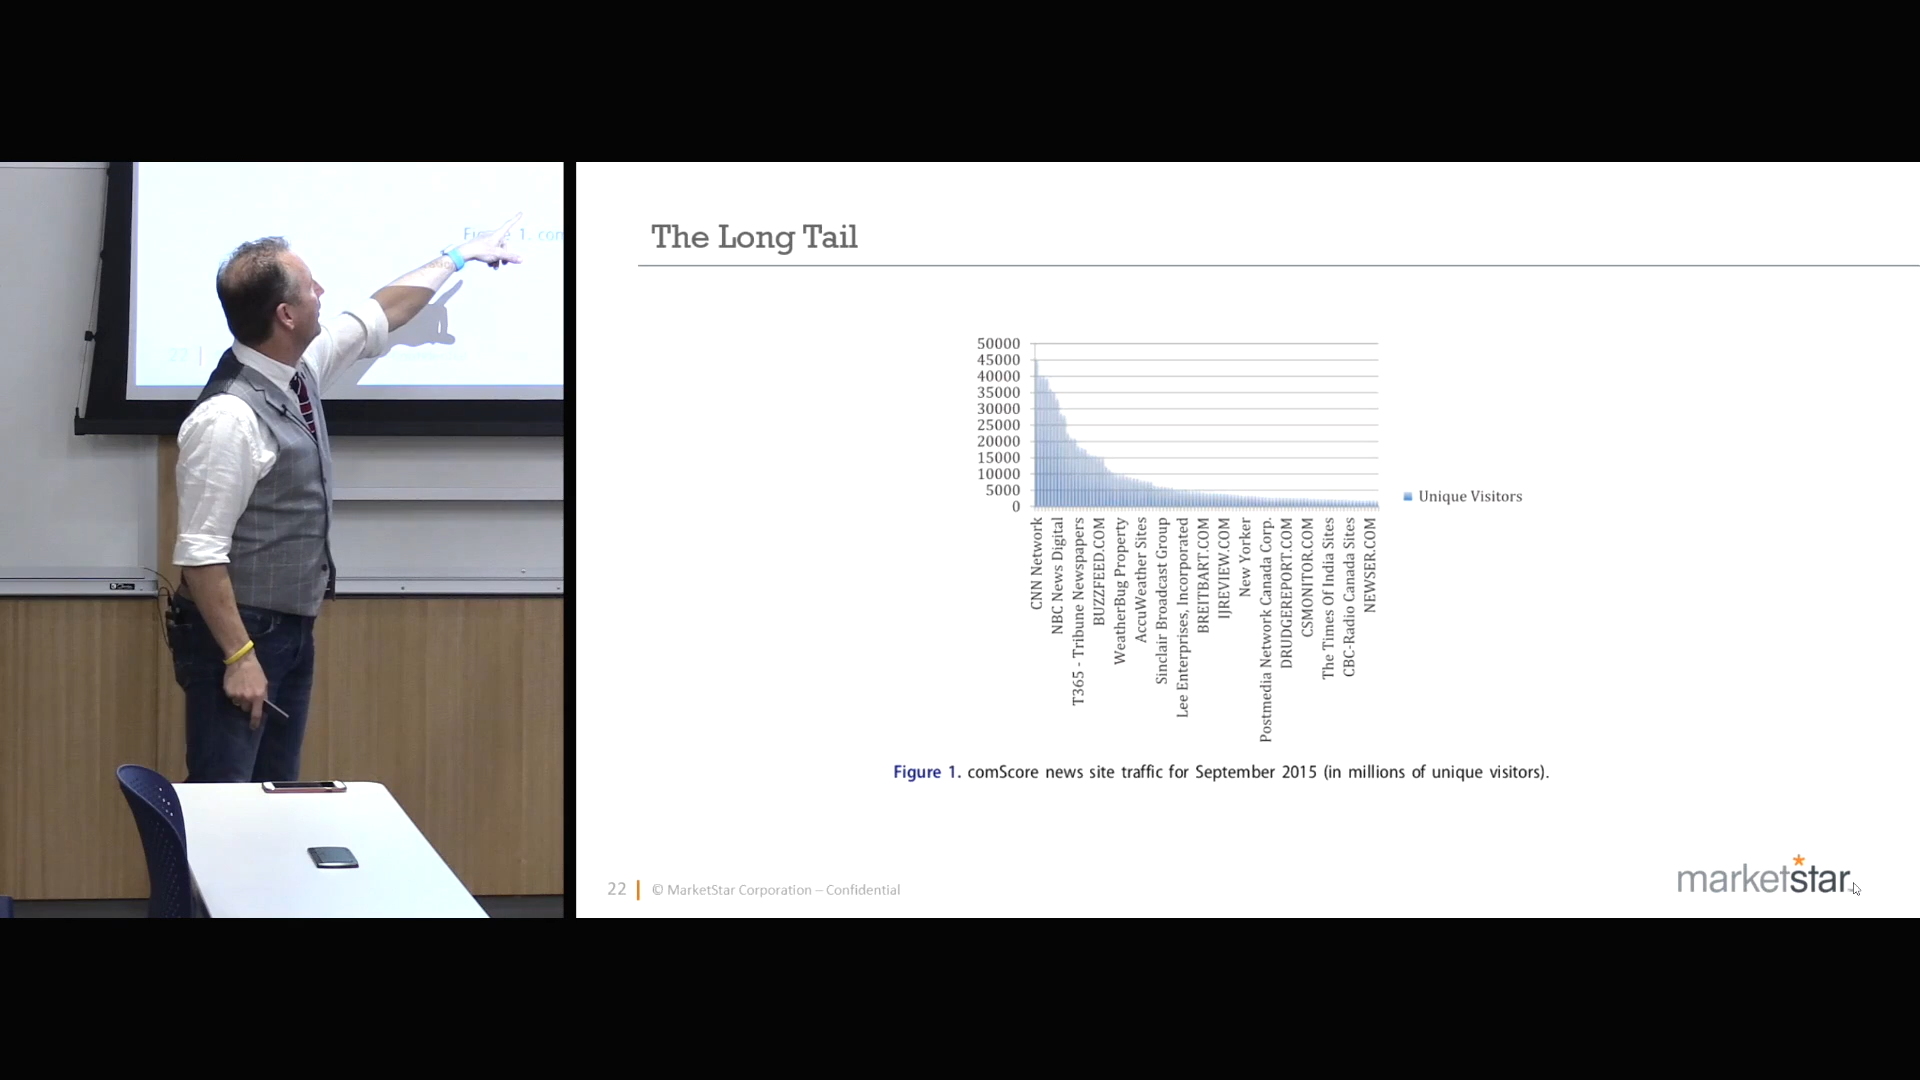 Figure 1. com
The Long Tail
50000
45000
40000
35000
30000
25000
20000
15000
10000
5000
0
Unique Visitors
CNN Network
NBC News Digital
T365 - Tribune Newspapers
BUZZFEED.COM
WeatherBug Property
AccuWeather Sites
Sinclair Broadcast Group
Lee Enterprises, Incorporated
BREITBART.COM
IJREVIEW.COM
New Yorker
Postmedia Network Canada Corp.
DRUDGEREPORT.COM
CSMONITOR.COM
The Times Of India Sites
CBC-Radio Canada Sites
NEWSER.COM
Figure 1. comScore news site traffic for September 2015 (in millions of unique visitors).
22
© MarketStar Corporation – Confidential
marketstar